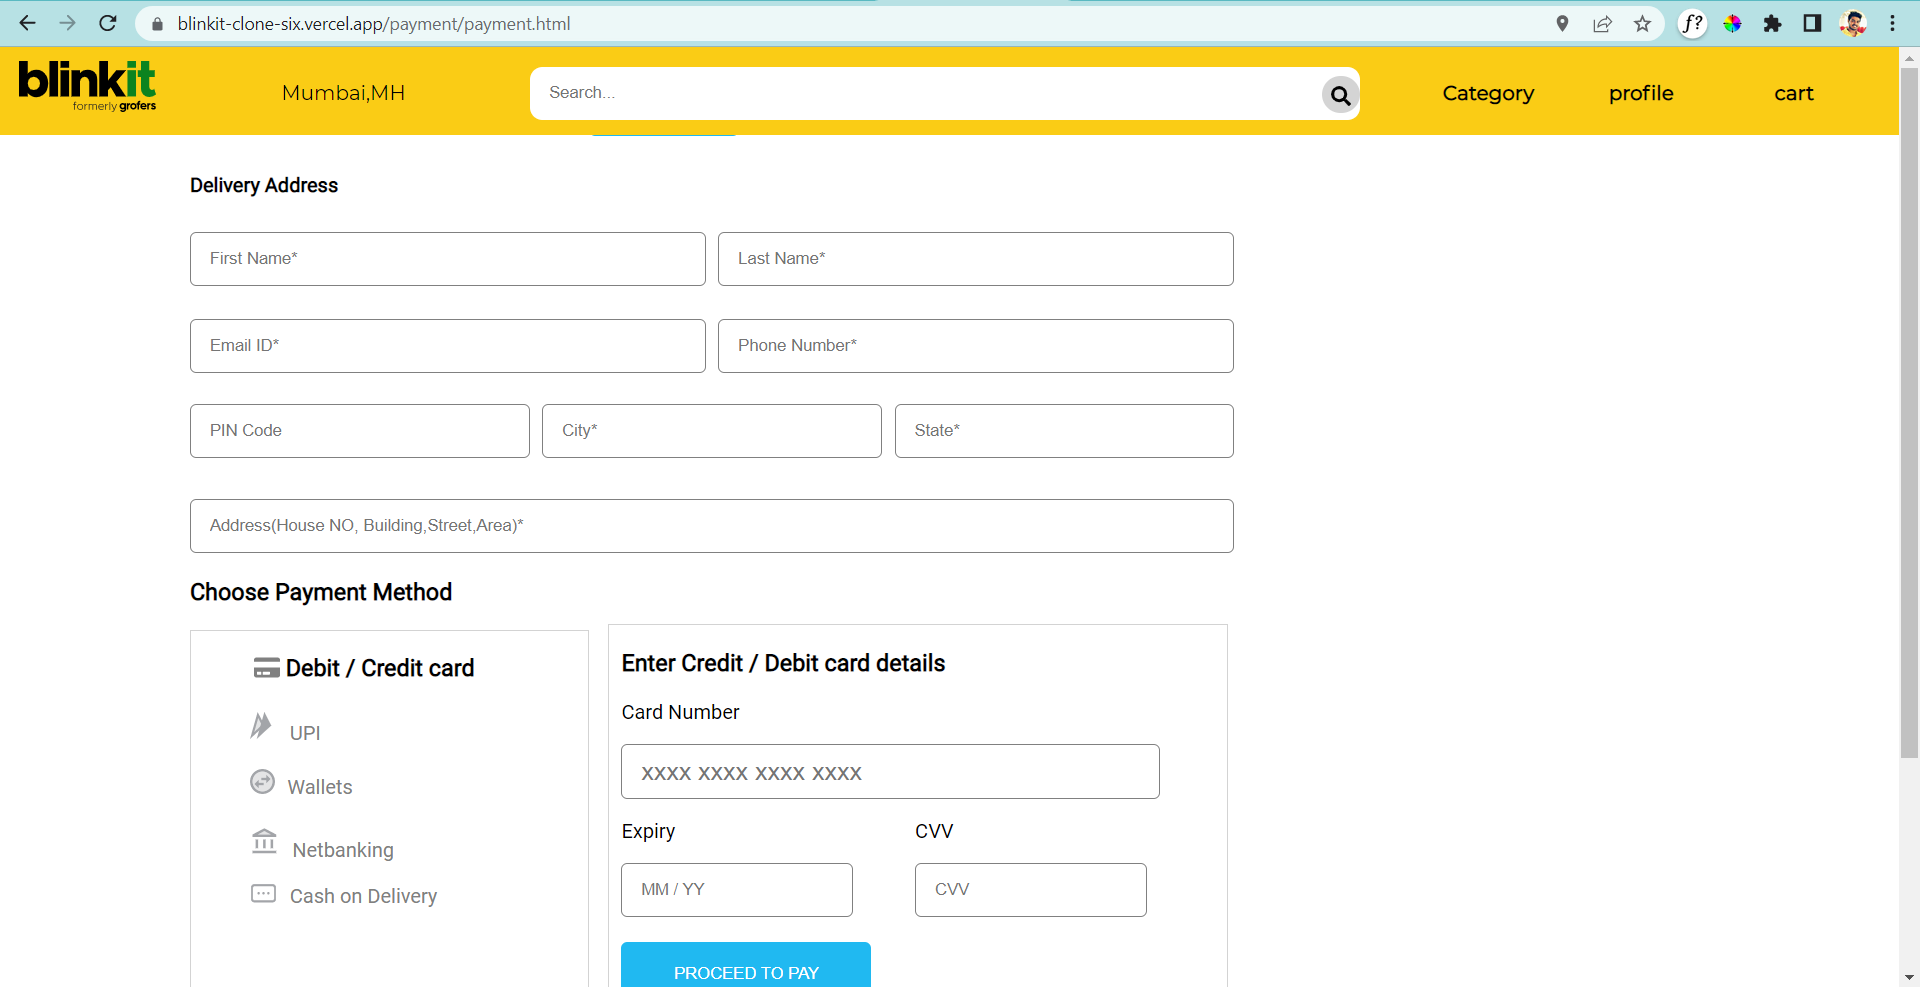 blinkit-clone-six.vercel.app/payment/payment.html
f?
blinkit
formerly grofers
Mumbai,MH
Search...
Category
profile
cart
Delivery Address
First Name*
Last Name*
Email ID*
Phone Number*
PIN Code
City*
State*
Address(House NO, Building,Street,Area)*
Choose Payment Method
Debit / Credit card
UPI
Wallets
Netbanking
Cash on Delivery
Enter Credit / Debit card details
Card Number
XXXX XXXX XXXX XXXX
Expiry
CVV
MM / YY
CVV
PROCEED TO PAY